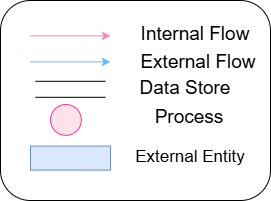 Internal Flow
External Flow
Data Store
Process
External Entity